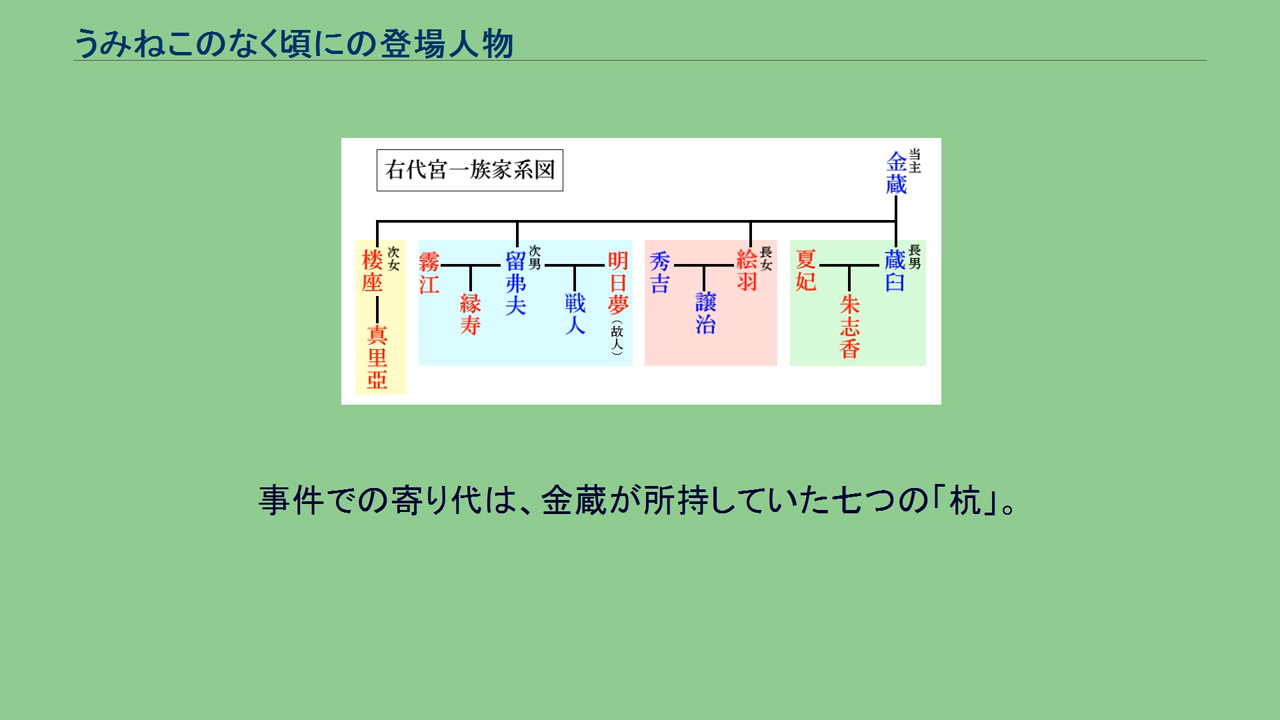 うみねこのなく頃にの登場人物
右代宮一族家系図
当主
金蔵
次女
楼座
真里亞
霧江
縁寿
次男
留弗夫
戦人
明日夢(故人)
秀吉
譲治
長女
絵羽
夏妃
朱志香
長男
蔵臼
事件での寄り代は、金蔵が所持していた七つの「杭」。